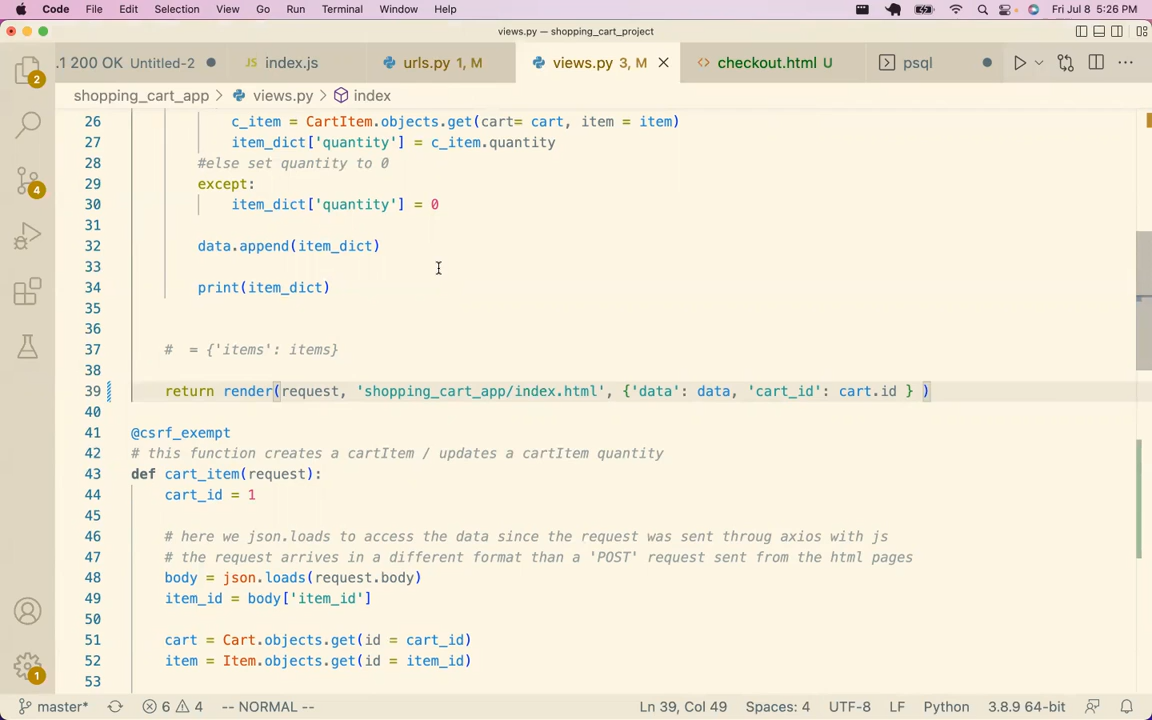 Code File Edit Selection View Go Run Terminal Window Help Fri Jul 8 5:26 PM
views.py — shopping_cart_project
.1 200 OK Untitled-2 JS index.js urls.py 1, M views.py 3, M <> checkout.html U psql
shopping_cart_app > views.py > index
26 c_item = CartItem.objects.get(cart= cart, item = item)
27 item_dict['quantity'] = c_item.quantity
28 #else set quantity to 0
29 except:
30 item_dict['quantity'] = 0
31
32 data.append(item_dict)
33
34 print(item_dict)
35
36
37 #  = {'items': items}
38
39 return render(request, 'shopping_cart_app/index.html', {'data': data, 'cart_id': cart.id } )
40
41 @csrf_exempt
42 # this function creates a cartItem / updates a cartItem quantity
43 def cart_item(request):
44 cart_id = 1
45
46 # here we json.loads to access the data since the request was sent throug axios with js
47 # the request arrives in a different format than a 'POST' request sent from the html pages
48 body = json.loads(request.body)
49 item_id = body['item_id']
50
51 cart = Cart.objects.get(id = cart_id)
52 item = Item.objects.get(id = item_id)
53
2
4
1
master* 6 4 -- NORMAL -- Ln 39, Col 49 Spaces: 4 UTF-8 LF Python 3.8.9 64-bit